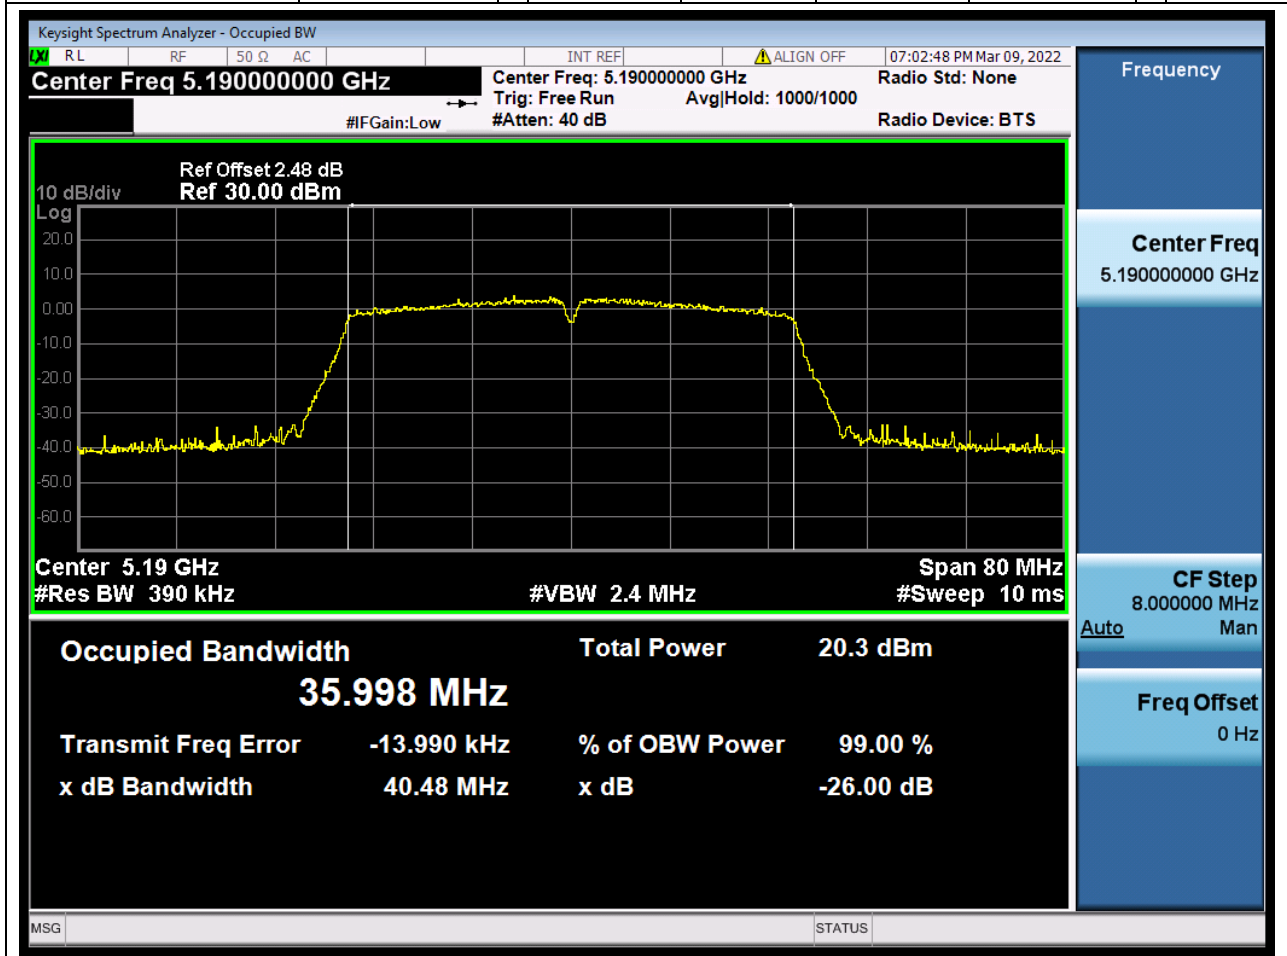 Keysight Spectrum Analyzer - Occupied BW
LXI RL RF 50 Ω AC INT REF ALIGN OFF 07:02:48 PM Mar 09, 2022
Center Freq 5.190000000 GHz
Center Freq: 5.190000000 GHz
Radio Std: None
Trig: Free Run Avg|Hold: 1000/1000
#IFGain:Low
#Atten: 40 dB
Radio Device: BTS
Ref Offset 2.48 dB
10 dB/div Ref 30.00 dBm
Log
20.0
10.0
0.00
-10.0
-20.0
-30.0
-40.0
-50.0
-60.0
Center 5.19 GHz Span 80 MHz
#Res BW 390 kHz #VBW 2.4 MHz #Sweep 10 ms
Occupied Bandwidth Total Power 20.3 dBm
35.998 MHz
Transmit Freq Error -13.990 kHz % of OBW Power 99.00 %
x dB Bandwidth 40.48 MHz x dB -26.00 dB
MSG STATUS
Frequency
Center Freq
5.190000000 GHz
CF Step
8.000000 MHz
Auto Man
Freq Offset
0 Hz